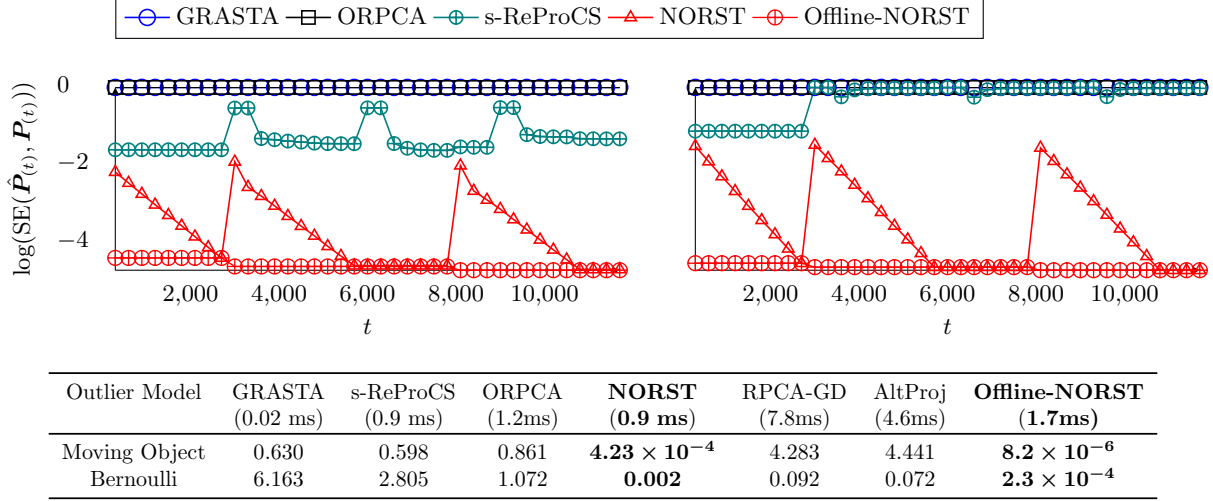 GRASTA ORPCA s-ReProCS NORST Offline-NORST
log(SE(P̂(t), P(t)))
0
−2
−4
2,000 4,000 6,000 8,000 10,000
t
2,000 4,000 6,000 8,000 10,000
t
Outlier Model GRASTA s-ReProCS ORPCA NORST RPCA-GD AltProj Offline-NORST
(0.02 ms) (0.9 ms) (1.2ms) (0.9 ms) (7.8ms) (4.6ms) (1.7ms)
Moving Object 0.630 0.598 0.861 4.23 × 10⁻⁴ 4.283 4.441 8.2 × 10⁻⁶
Bernoulli 6.163 2.805 1.072 0.002 0.092 0.072 2.3 × 10⁻⁴